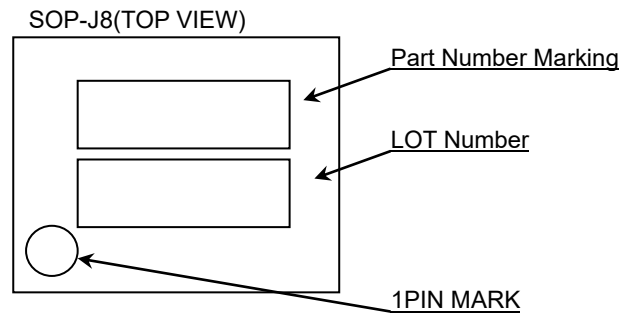 SOP-J8(TOP VIEW)
Part Number Marking
LOT Number
1PIN MARK